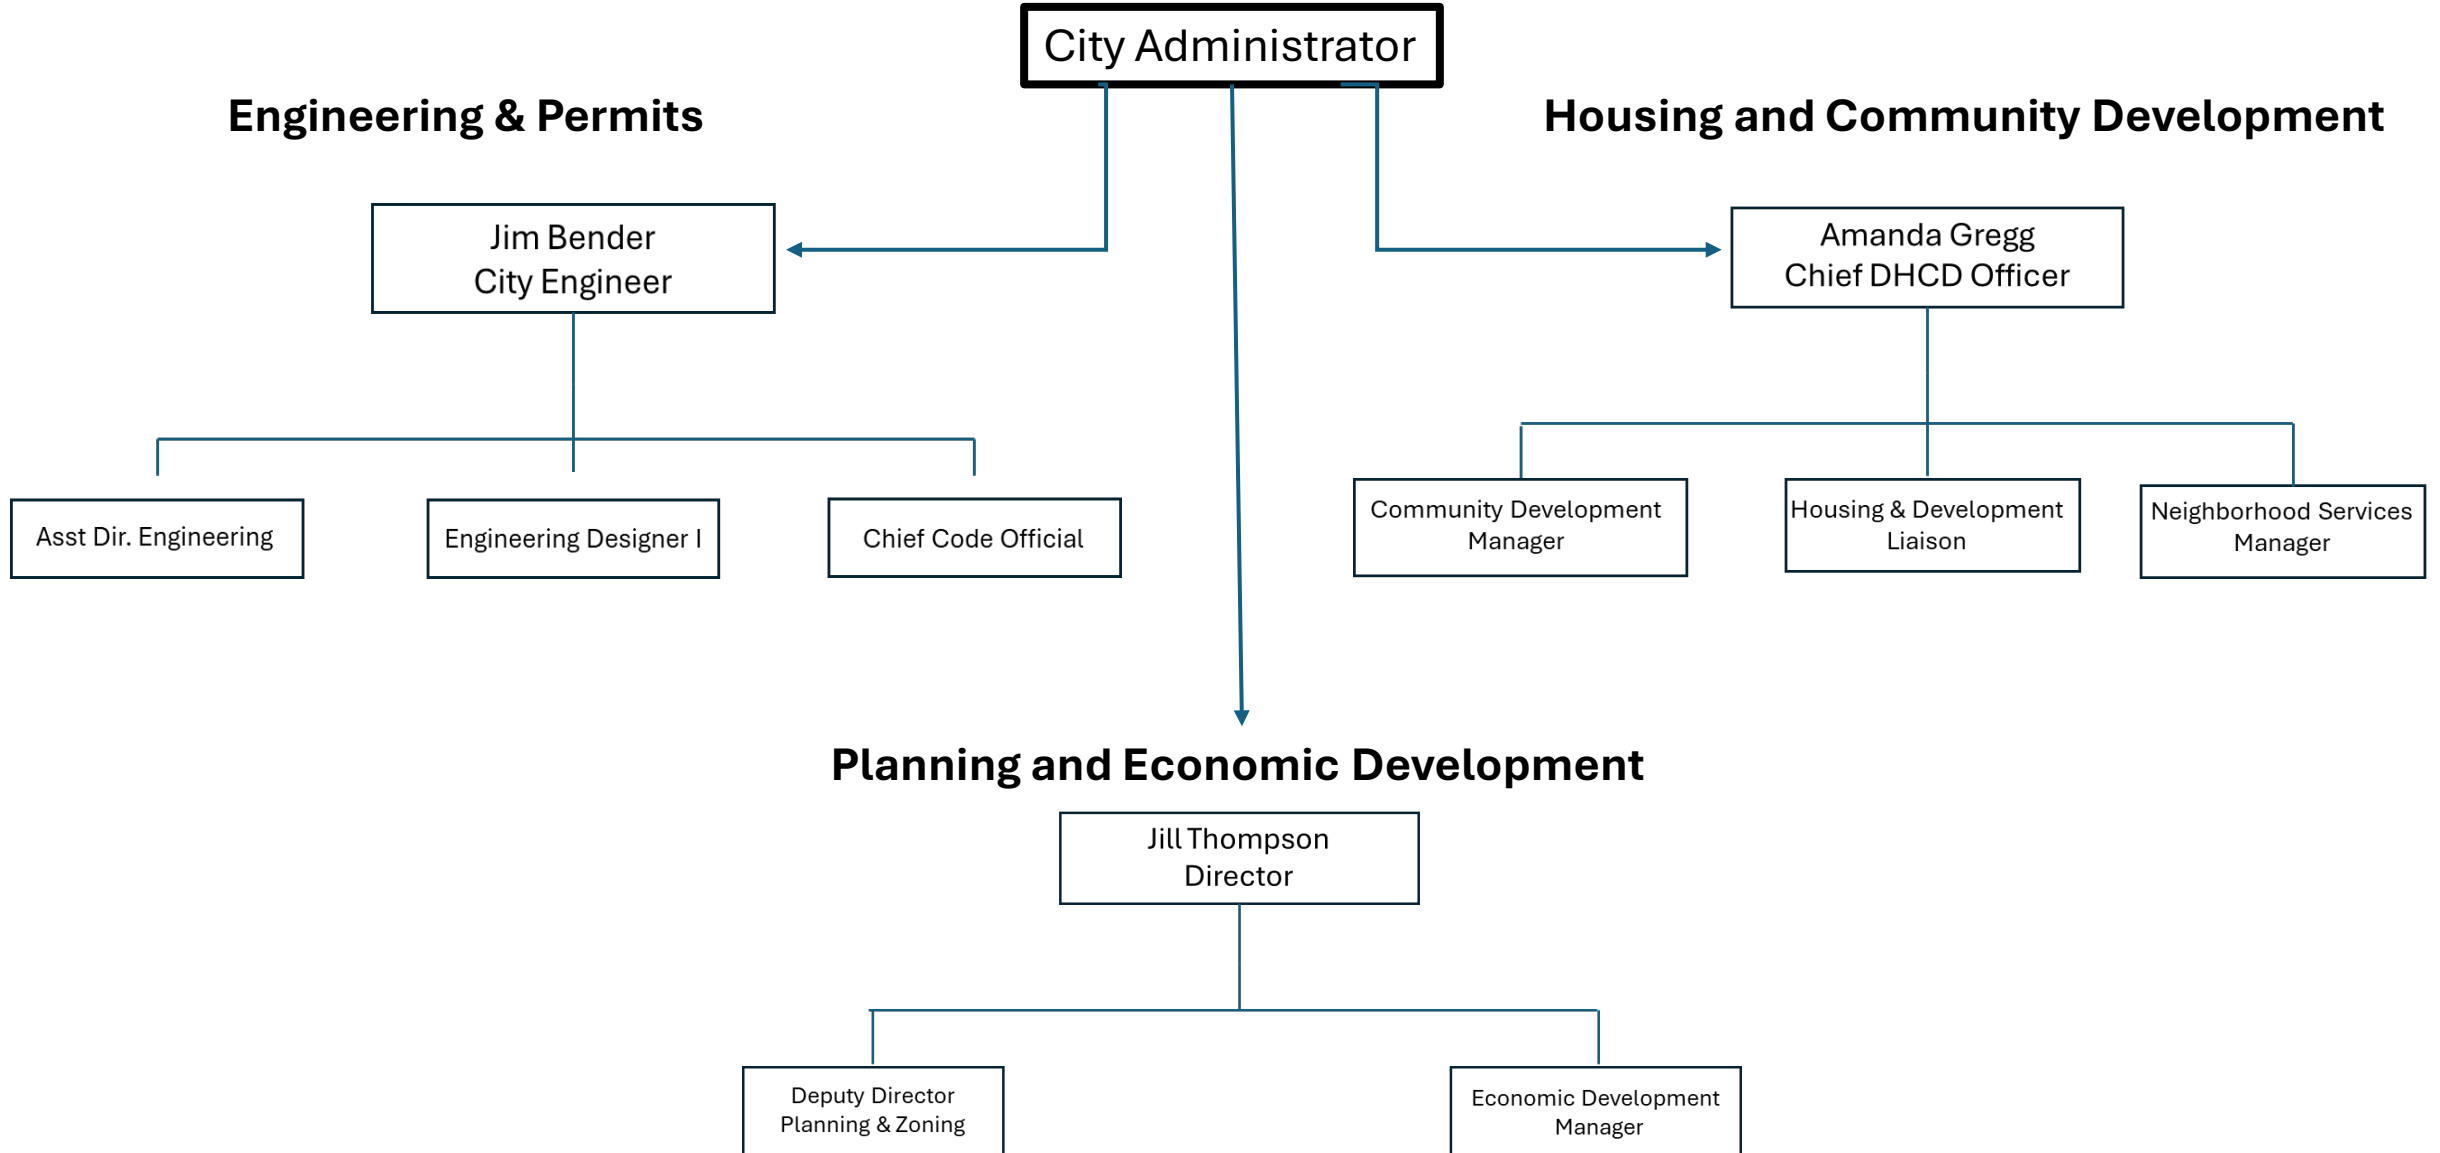 City Administrator
Engineering & Permits
Housing and Community Development
Jim Bender
City Engineer
Amanda Gregg
Chief DHCD Officer
Asst Dir. Engineering
Engineering Designer I
Chief Code Official
Community Development
Manager
Housing & Development
Liaison
Neighborhood Services
Manager
Planning and Economic Development
Jill Thompson
Director
Deputy Director
Planning & Zoning
Economic Development
Manager